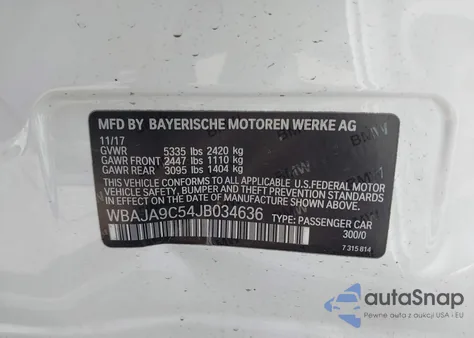 MFD BY BAYERISCHE MOTOREN WERKE AG
11/17
GVWR 5335 lbs 2420 kg
GAWR FRONT 2447 lbs 1110 kg
GAWR REAR 3095 lbs 1404 kg
THIS VEHICLE CONFORMS TO ALL APPLICABLE U.S.FEDERAL MOTOR
VEHICLE SAFETY, BUMPER, AND THEFT PREVENTION STANDARDS IN
EFFECT ON THE DATE OF MANUFACTURE SHOWN ABOVE.
WBAJA9C54JB034636 TYPE: PASSENGER CAR
300/0
7 315 814
BMW
autoSnap
Pewne auto z USA i EU